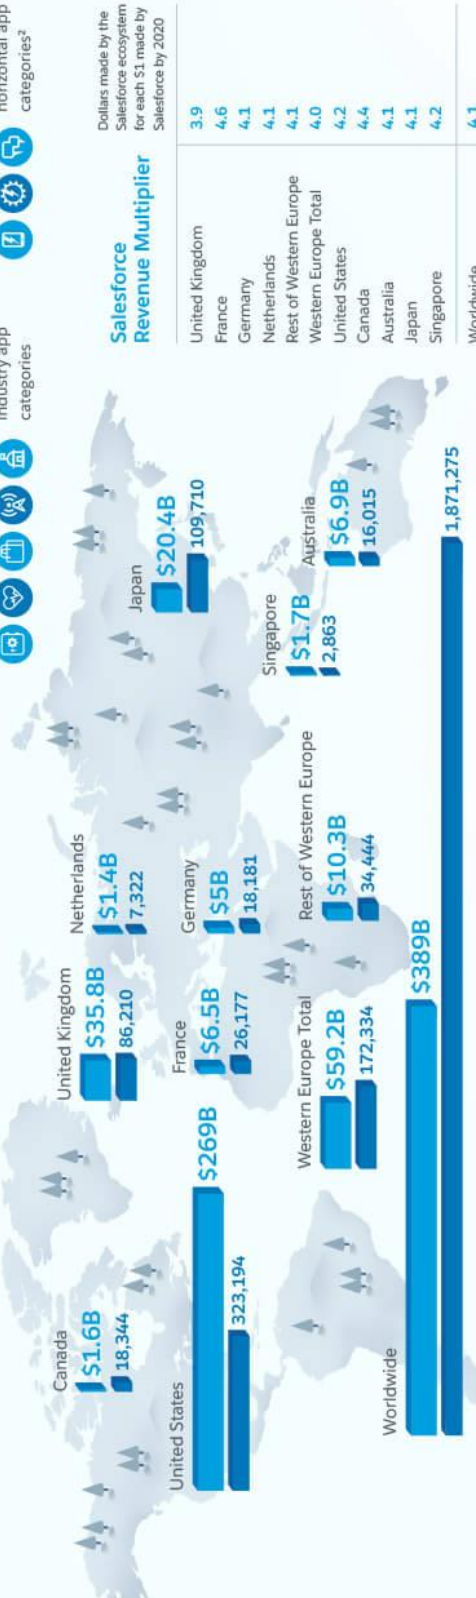 industry app
categories
horizontal app
categories²
Canada
$1.6B
18,344
United States
$269B
323,194
United Kingdom
$35.8B
86,210
Netherlands
$1.4B
7,322
France
$6.5B
26,177
Germany
$5B
18,181
Western Europe Total
$59.2B
172,334
Rest of Western Europe
$10.3B
34,444
Japan
$20.4B
109,710
Singapore
$1.7B
2,863
Australia
$6.9B
16,015
Worldwide
$389B
1,871,275
Salesforce
Revenue Multiplier
Dollars made by the
Salesforce ecosystem
for each $1 made by
Salesforce by 2020
United Kingdom 3.9
France 4.6
Germany 4.1
Netherlands 4.1
Rest of Western Europe 4.1
Western Europe Total 4.0
United States 4.2
Canada 4.4
Australia 4.1
Japan 4.1
Singapore 4.2
Worldwide 4.1